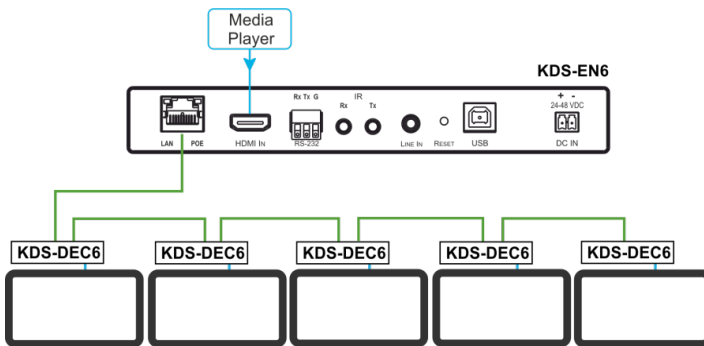 Media
Player
KDS-EN6
Rx Tx G
IR
Rx
Tx
+ -
24-48 VDC
LAN
POE
HDMI IN
RS-232
LINE IN
RESET
USB
DC IN
KDS-DEC6
KDS-DEC6
KDS-DEC6
KDS-DEC6
KDS-DEC6